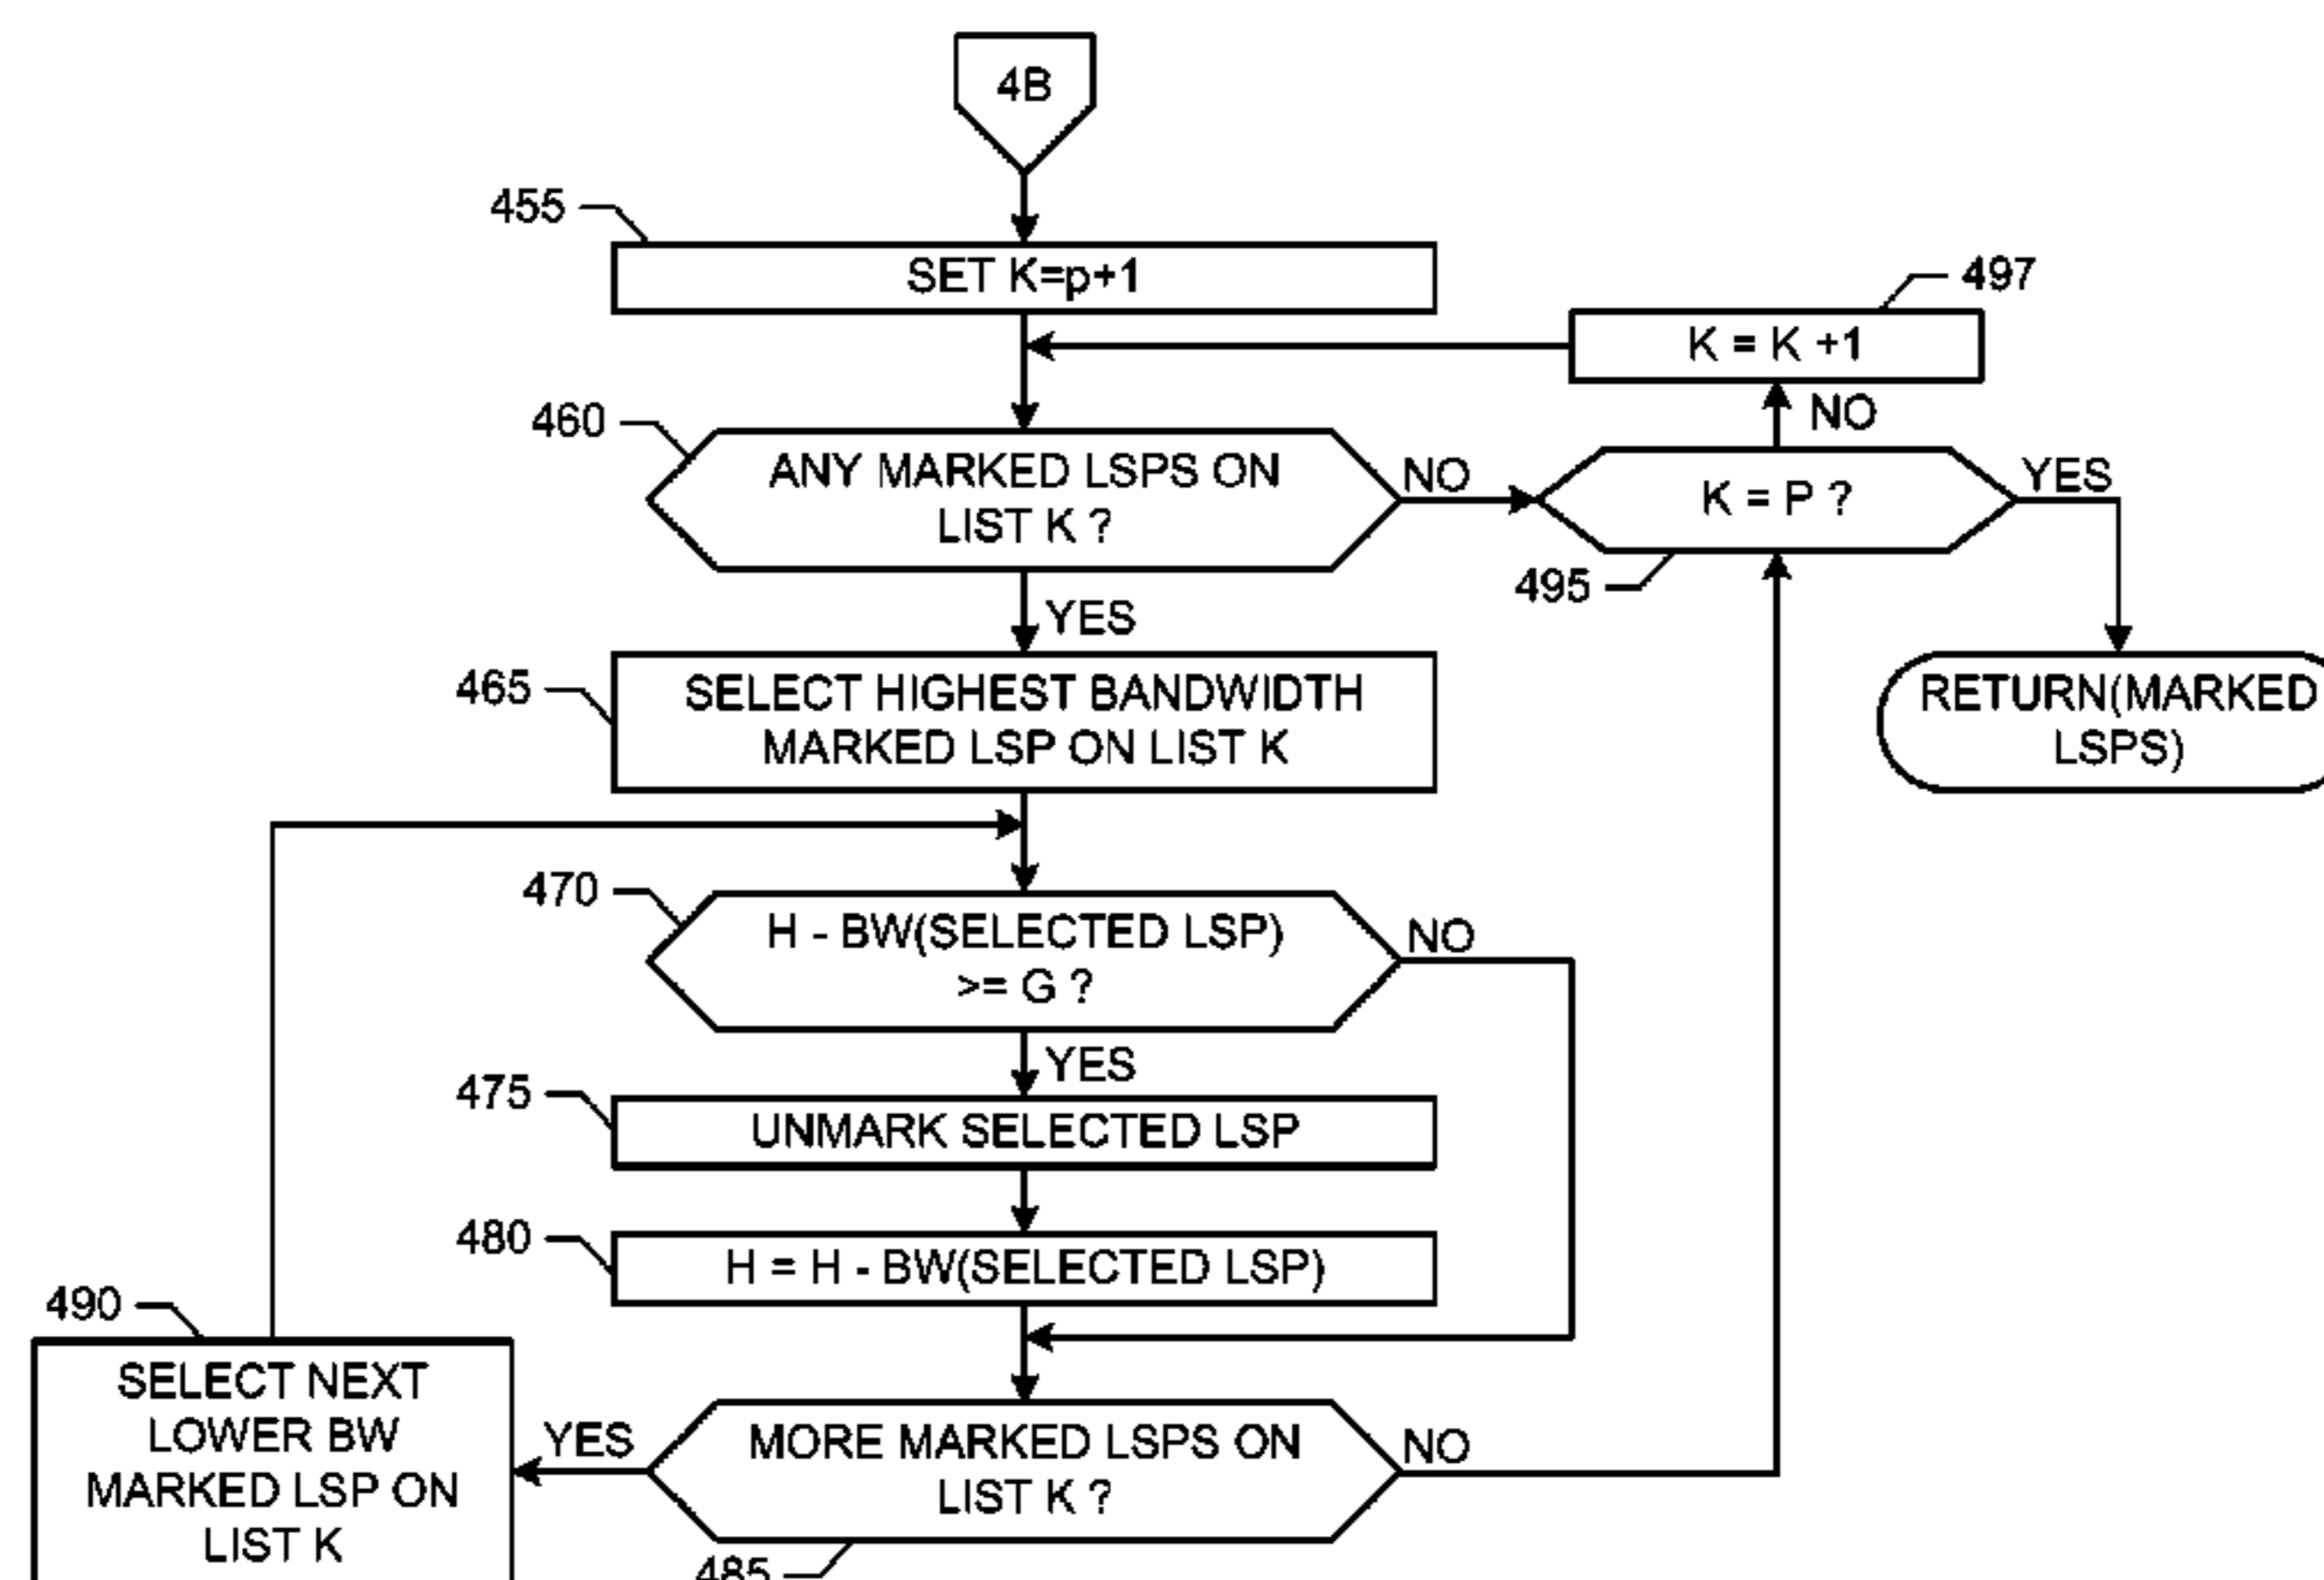 4B
455
SET K=p+1
497
K = K +1
460
ANY MARKED LSPS ON
LIST K ?
NO
NO
K = P ?
YES
495
YES
465
SELECT HIGHEST BANDWIDTH
MARKED LSP ON LIST K
RETURN(MARKED
LSPS)
470
H - BW(SELECTED LSP)
>= G ?
NO
YES
475
UNMARK SELECTED LSP
480
H = H - BW(SELECTED LSP)
490
SELECT NEXT
LOWER BW
MARKED LSP ON
LIST K
YES
MORE MARKED LSPS ON
LIST K ?
NO
485